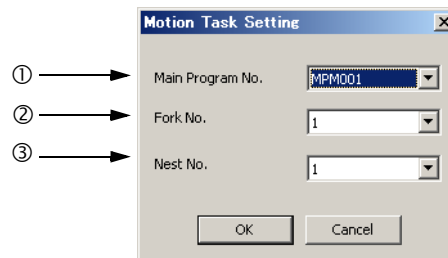 Motion Task Setting
① Main Program No. MPM001
② Fork No. 1
③ Nest No. 1
OK Cancel